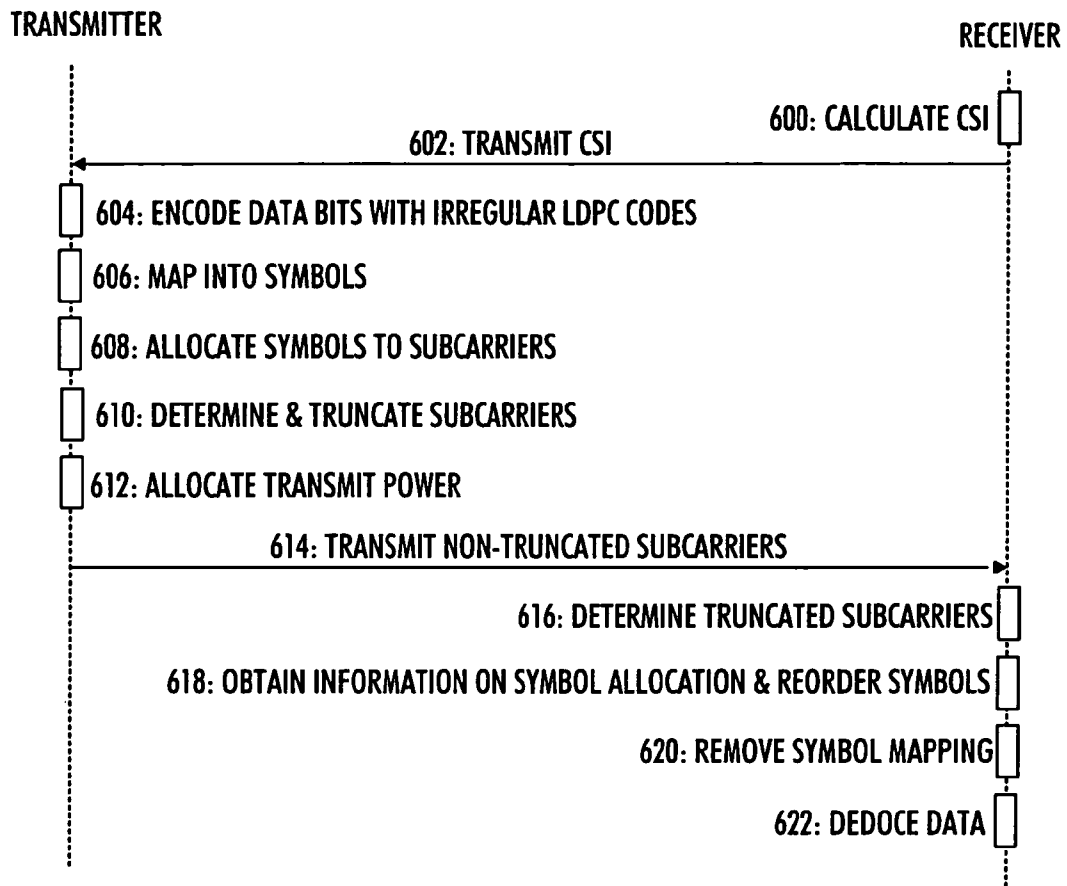 TRANSMITTER
RECEIVER
600: CALCULATE CSI
602: TRANSMIT CSI
604: ENCODE DATA BITS WITH IRREGULAR LDPC CODES
606: MAP INTO SYMBOLS
608: ALLOCATE SYMBOLS TO SUBCARRIERS
610: DETERMINE & TRUNCATE SUBCARRIERS
612: ALLOCATE TRANSMIT POWER
614: TRANSMIT NON-TRUNCATED SUBCARRIERS
616: DETERMINE TRUNCATED SUBCARRIERS
618: OBTAIN INFORMATION ON SYMBOL ALLOCATION & REORDER SYMBOLS
620: REMOVE SYMBOL MAPPING
622: DEDOCE DATA